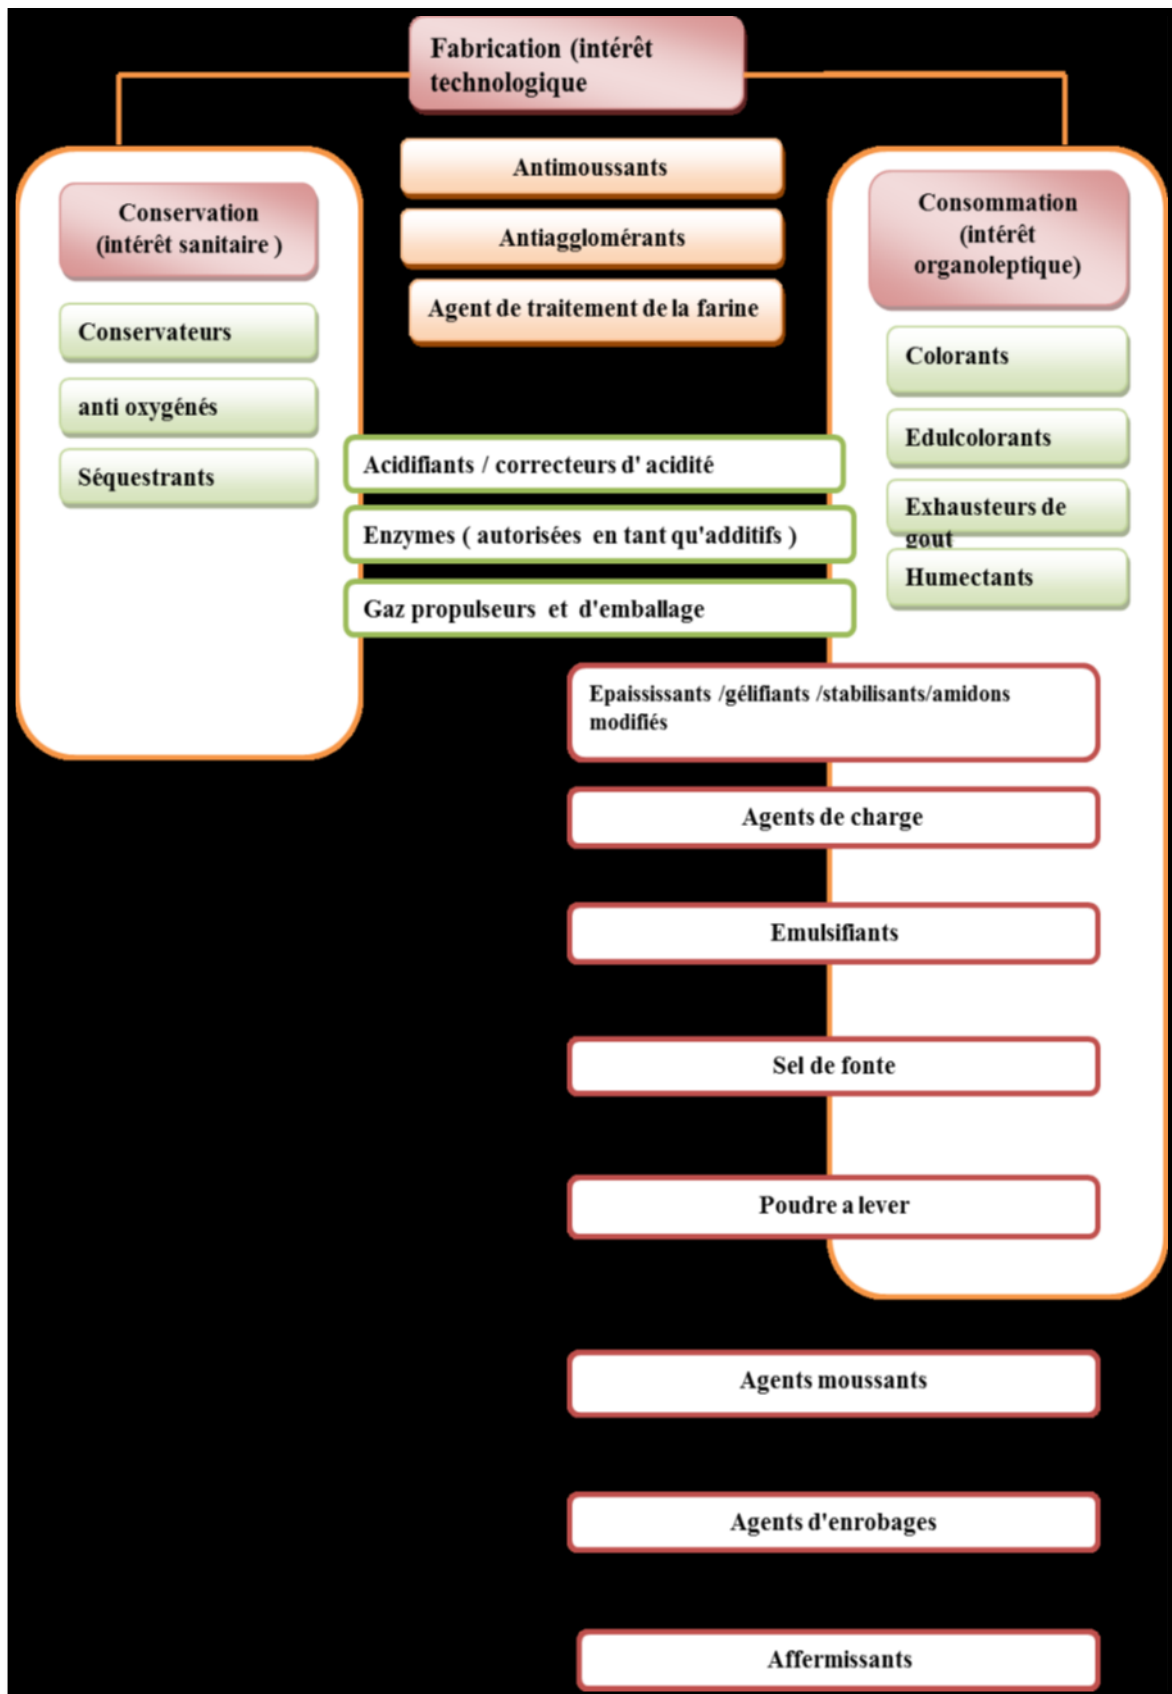 Fabrication (intérêt
technologique
Conservation
(intérêt sanitaire )
Conservateurs
anti oxygénés
Séquestrants
Antimoussants
Antiagglomérants
Agent de traitement de la farine
Consommation
(intérêt
organoleptique)
Colorants
Edulcolorants
Exhausteurs de
gout
Humectants
Acidifiants / correcteurs d' acidité
Enzymes ( autorisées en tant qu'additifs )
Gaz propulseurs et d'emballage
Epaississants /gélifiants /stabilisants/amidons
modifiés
Agents de charge
Emulsifiants
Sel de fonte
Poudre a lever
Agents moussants
Agents d'enrobages
Affermissants